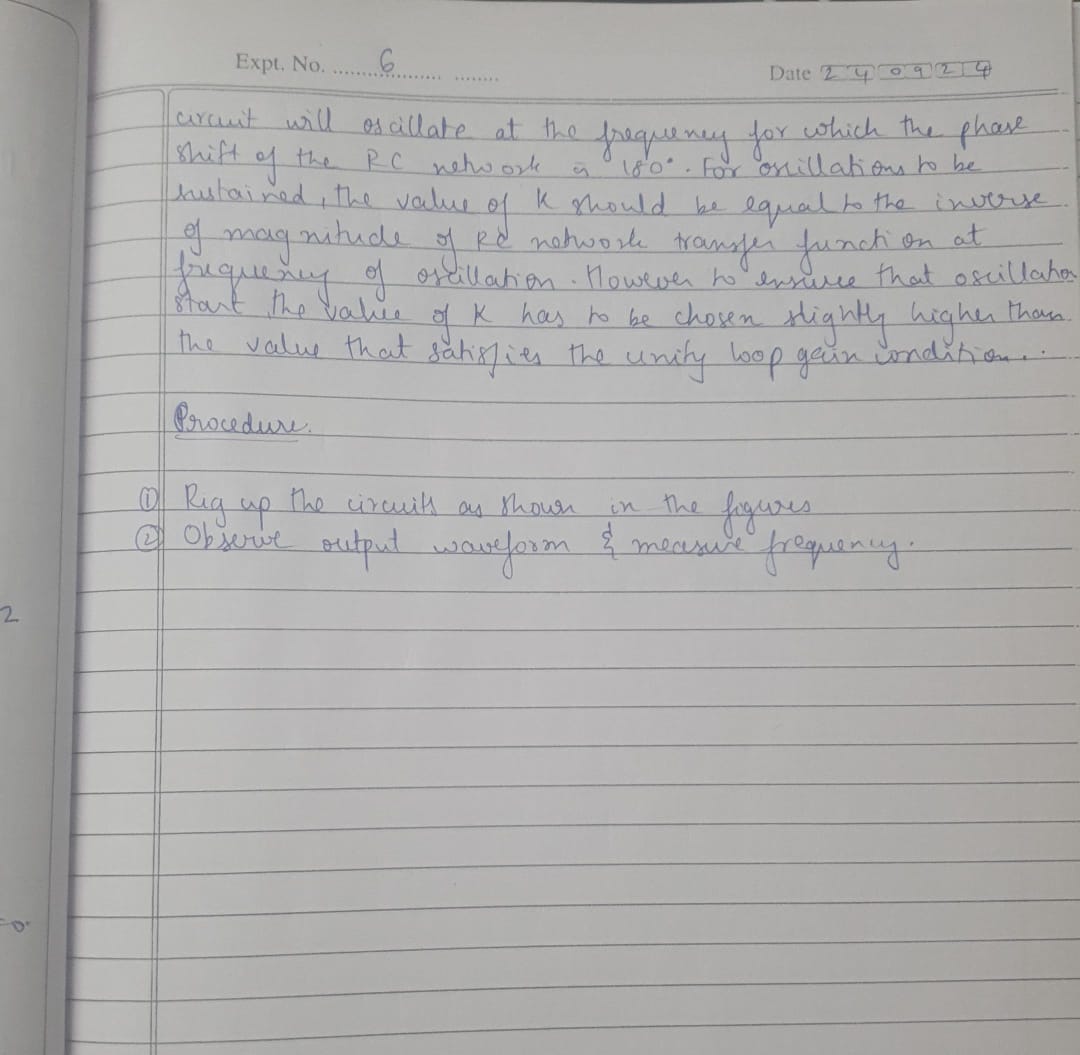 Expt. No. 6
Date 240924
circuit will oscillate at the frequency for which the phase
shift of the RC network is 180°. For oscillations to be
sustained, the value of K should be equal to the inverse
of magnitude of RC network transfer function at
frequency of oscillation. However to ensure that oscillation
start the value of K has to be chosen slightly higher than
the value that satisfies the unity loop gain condition.
Procedure.
① Rig up the circuits as shown in the figures
② Observe output waveform & measure frequency.
2